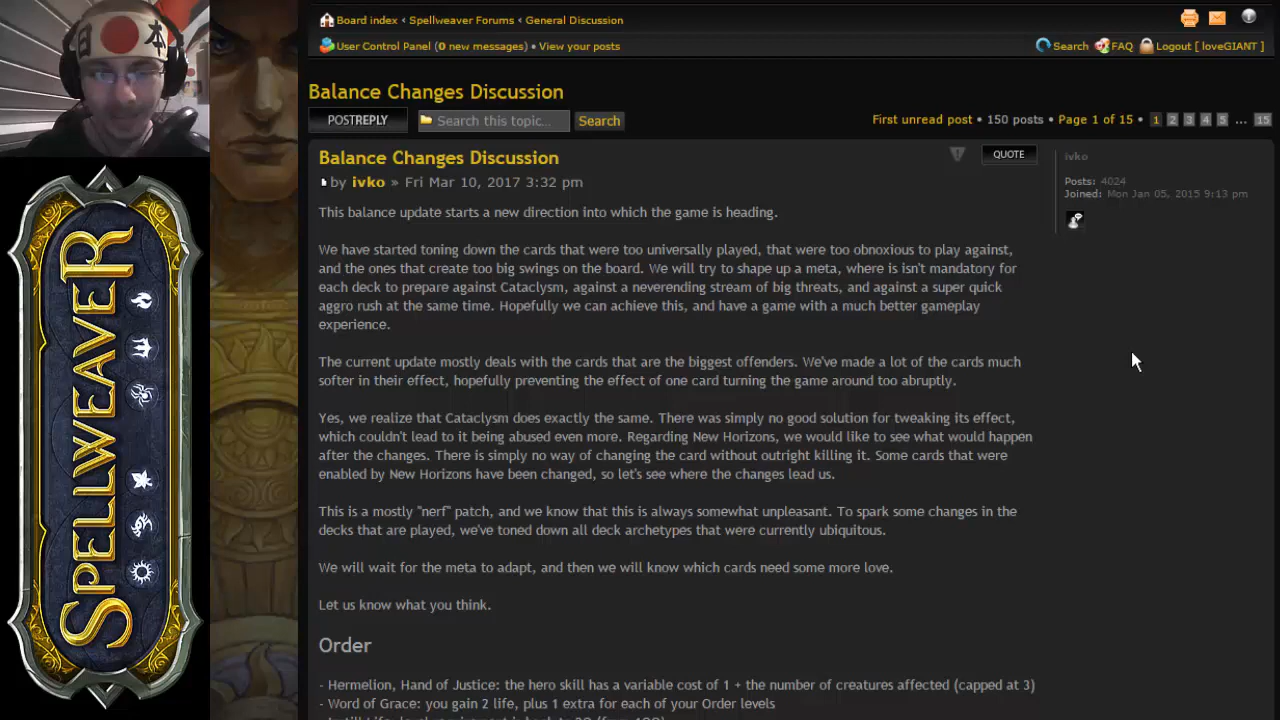 日 本
SPELLWEAVER
Board index ‹ Spellweaver Forums ‹ General Discussion
User Control Panel (0 new messages) • View your posts
Search FAQ Logout [ loveGIANT ]
Balance Changes Discussion
POSTREPLY Search this topic... Search
First unread post • 150 posts • Page 1 of 15 • 1 2 3 4 5 ... 15
Balance Changes Discussion
QUOTE
by ivko » Fri Mar 10, 2017 3:32 pm
ivko
Posts: 4024
Joined: Mon Jan 05, 2015 9:13 pm
This balance update starts a new direction into which the game is heading.
We have started toning down the cards that were too universally played, that were too obnoxious to play against,
and the ones that create too big swings on the board. We will try to shape up a meta, where is isn't mandatory for
each deck to prepare against Cataclysm, against a neverending stream of big threats, and against a super quick
aggro rush at the same time. Hopefully we can achieve this, and have a game with a much better gameplay
experience.
The current update mostly deals with the cards that are the biggest offenders. We've made a lot of the cards much
softer in their effect, hopefully preventing the effect of one card turning the game around too abruptly.
Yes, we realize that Cataclysm does exactly the same. There was simply no good solution for tweaking its effect,
which couldn't lead to it being abused even more. Regarding New Horizons, we would like to see what would happen
after the changes. There is simply no way of changing the card without outright killing it. Some cards that were
enabled by New Horizons have been changed, so let's see where the changes lead us.
This is a mostly "nerf" patch, and we know that this is always somewhat unpleasant. To spark some changes in the
decks that are played, we've toned down all deck archetypes that were currently ubiquitous.
We will wait for the meta to adapt, and then we will know which cards need some more love.
Let us know what you think.
Order
- Hermelion, Hand of Justice: the hero skill has a variable cost of 1 + the number of creatures affected (capped at 3)
- Word of Grace: you gain 2 life, plus 1 extra for each of your Order levels